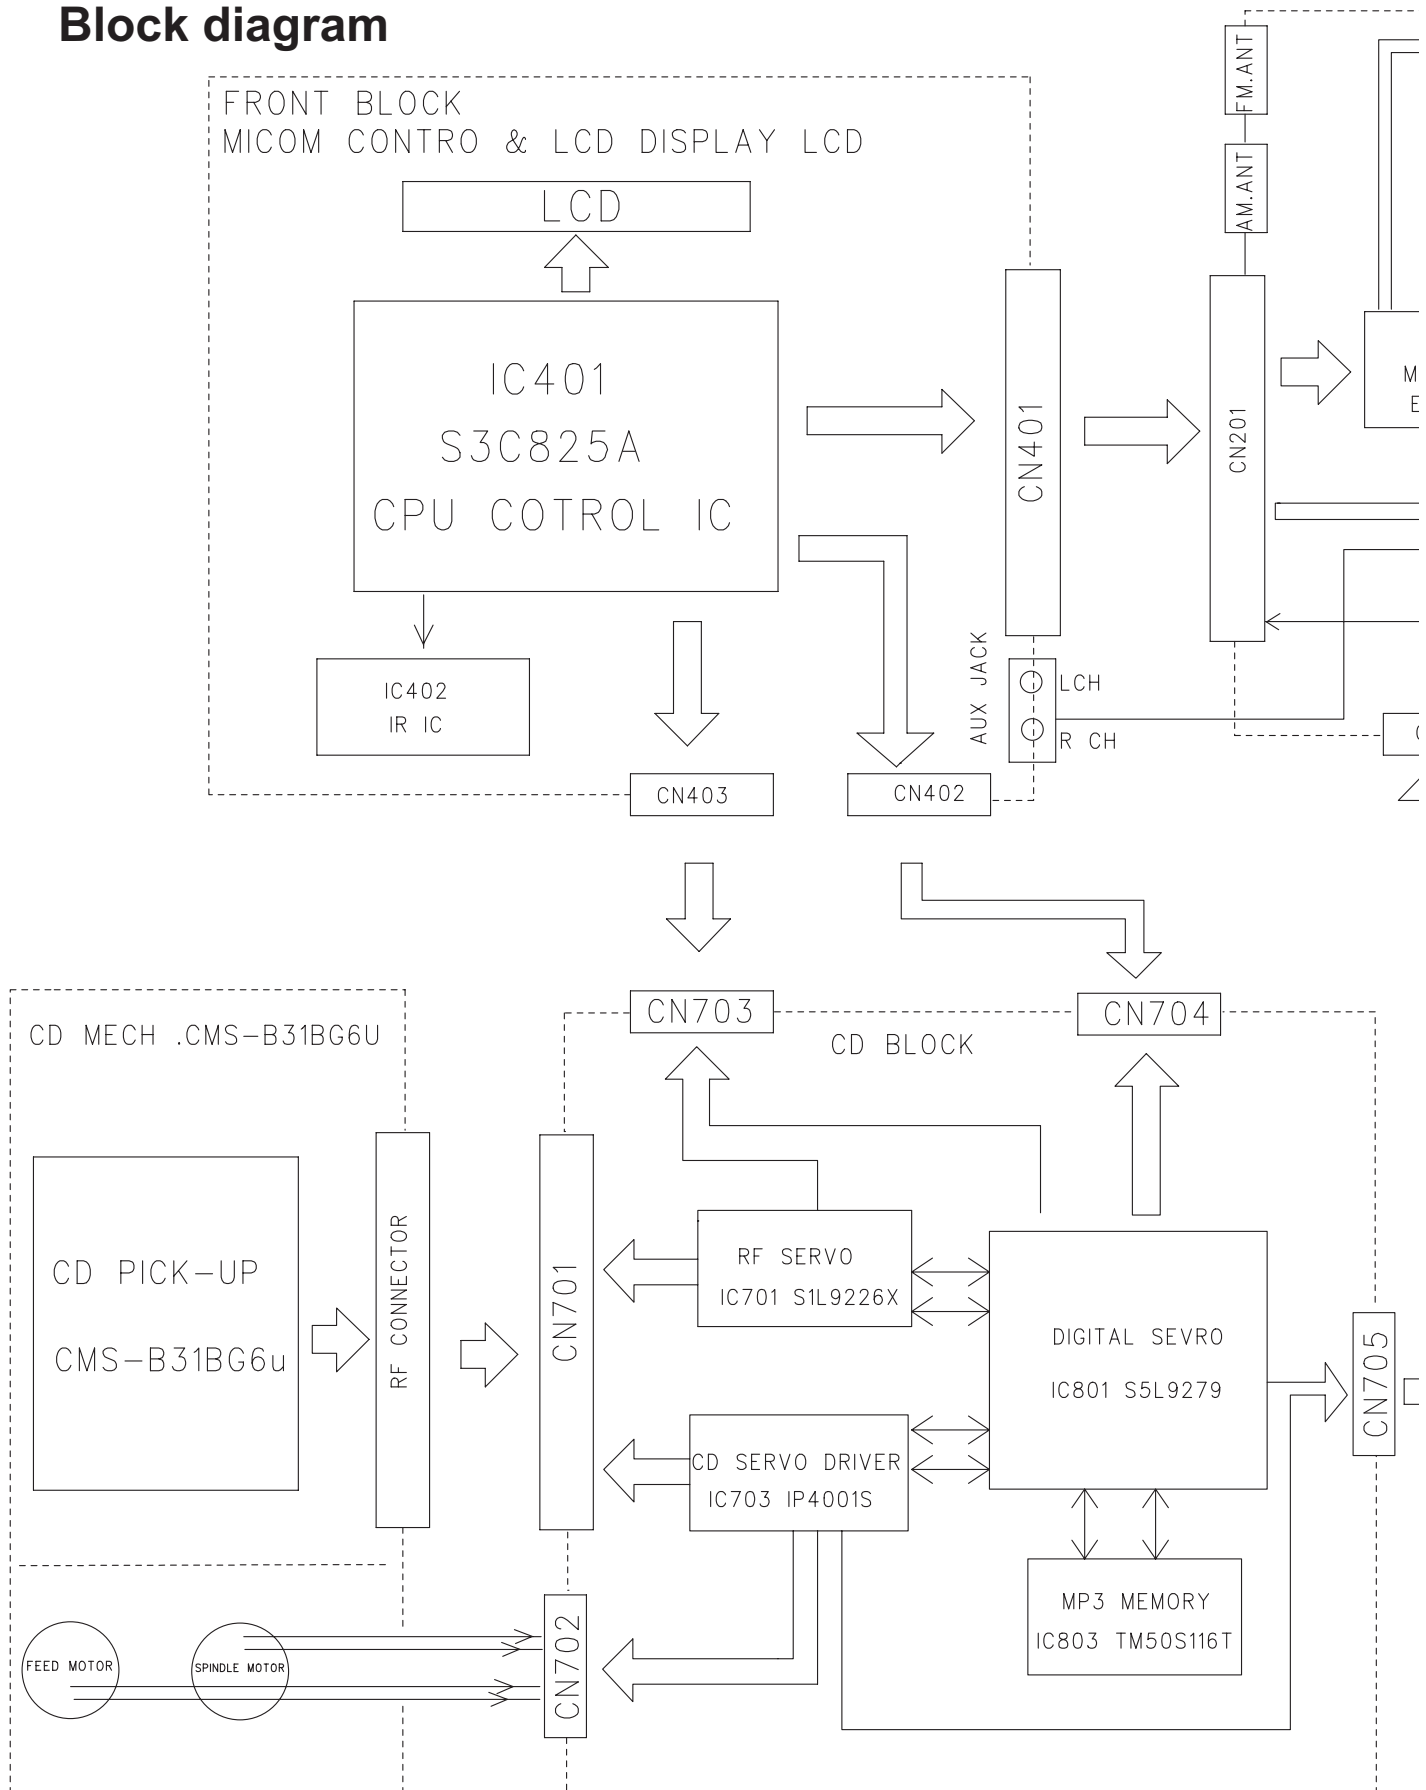 Block diagram
FM.ANT
AM.ANT
FRONT BLOCK
MICOM CONTRO & LCD DISPLAY LCD
LCD
IC401
S3C825A
CPU COTROL IC
CN401
CN201
IC402
IR IC
AUX JACK
LCH
R CH
CN403
CN402
CN703
CN704
CD MECH .CMS-B31BG6U
CD BLOCK
CD PICK-UP
CMS-B31BG6u
RF CONNECTOR
CN701
RF SERVO
IC701 S1L9226X
DIGITAL SEVRO
IC801 S5L9279
CN705
CD SERVO DRIVER
IC703 IP4001S
MP3 MEMORY
IC803 TM50S116T
FEED MOTOR
SPINDLE MOTOR
CN702